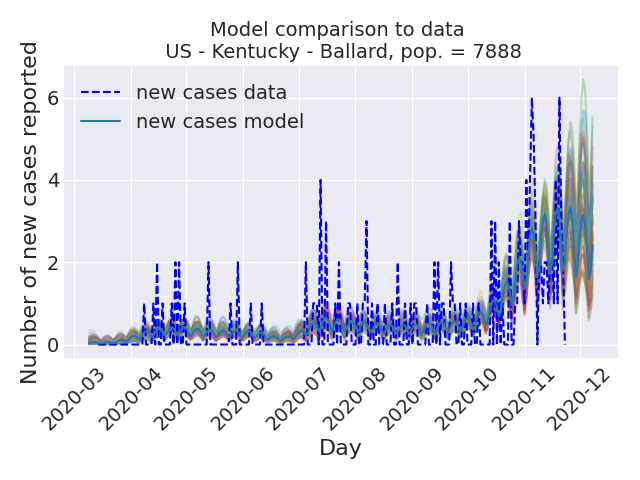 Model comparison to data
US - Kentucky - Ballard, pop. = 7888
new cases data
new cases model
Number of new cases reported
6
4
2
0
2020-03
2020-04
2020-05
2020-06
2020-07
2020-08
2020-09
2020-10
2020-11
2020-12
Day